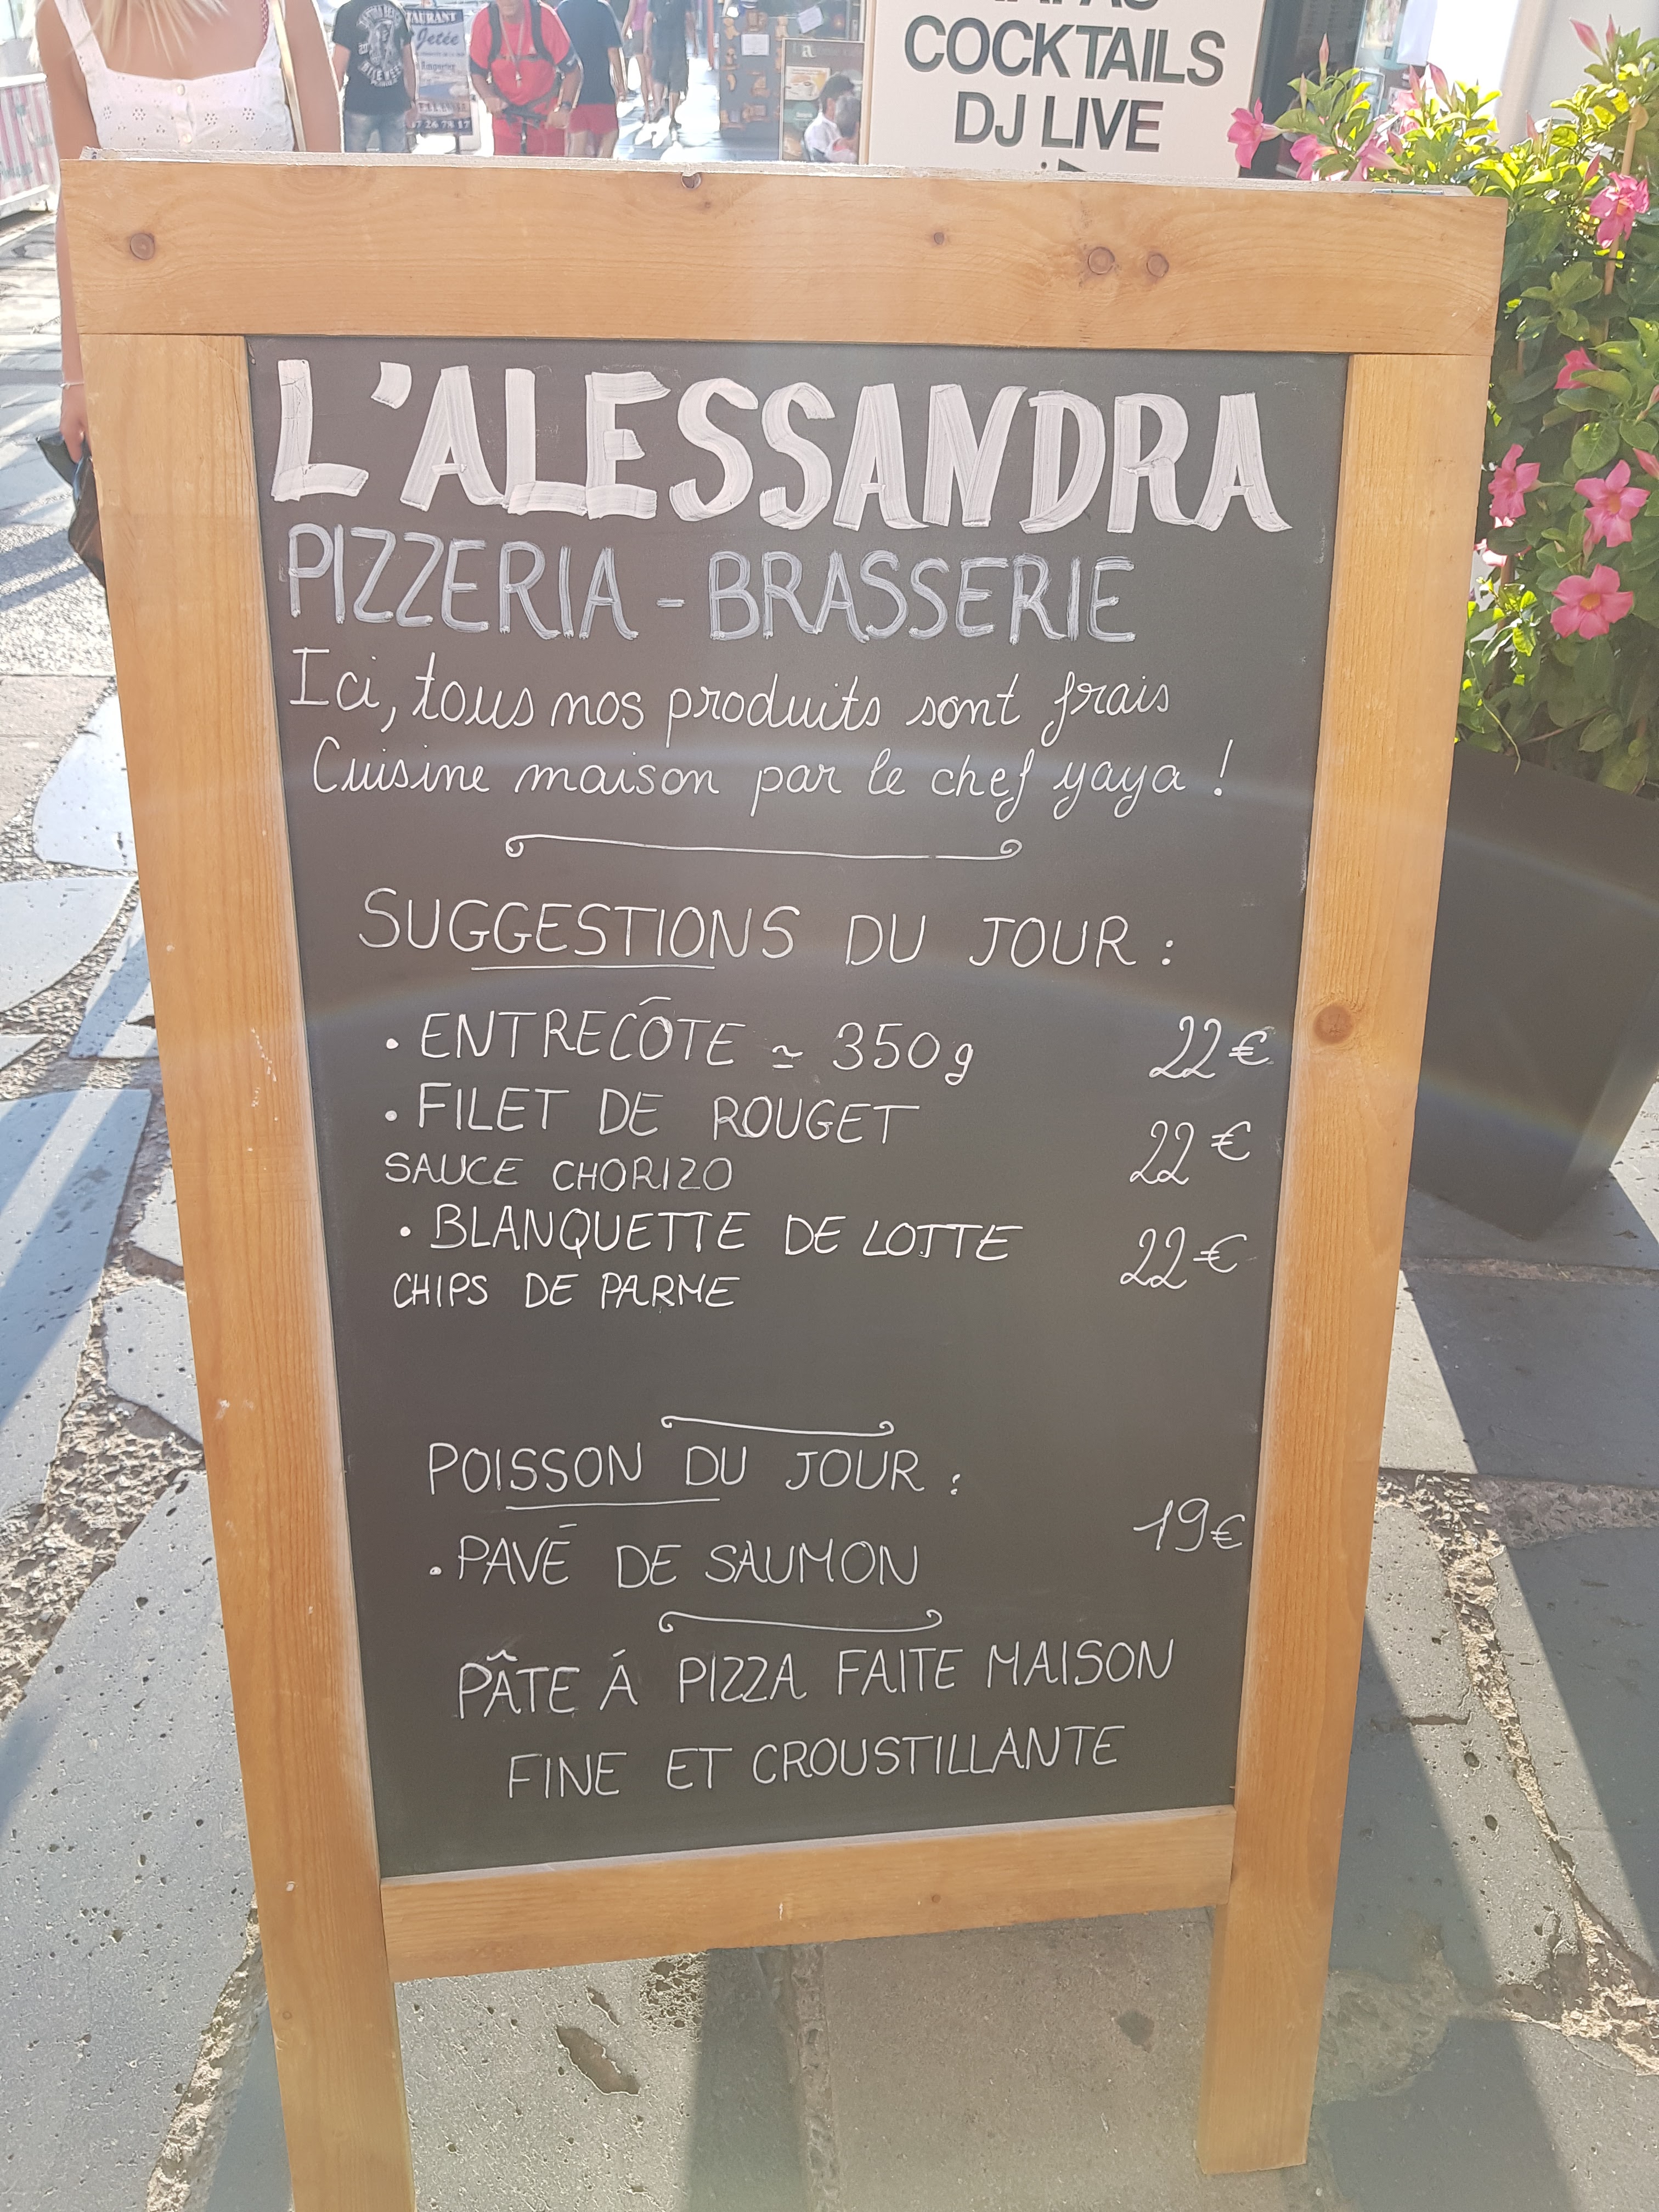 COCKTAILS
DJ LIVE
L'ALESSANDRA
PIZZERIA - BRASSERIE
Ici, tous nos produits sont frais
Cuisine maison par le chef yaya !
SUGGESTIONS DU JOUR :
• ENTRECÔTE ≃ 350g 22€
• FILET DE ROUGET 22€
SAUCE CHORIZO
• BLANQUETTE DE LOTTE 22€
CHIPS DE PARME
POISSON DU JOUR :
• PAVÉ DE SAUMON 19€
PÂTE Á PIZZA FAITE MAISON
FINE ET CROUSTILLANTE